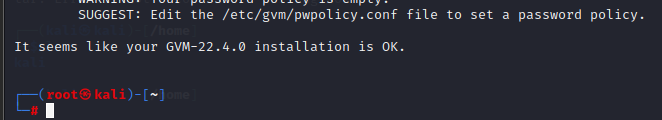 WARNING: Your password policy is empty.
SUGGEST: Edit the /etc/gvm/pwpolicy.conf file to set a password policy.
It seems like your GVM-22.4.0 installation is OK.
┌──(root㉿kali)-[~]
└─#